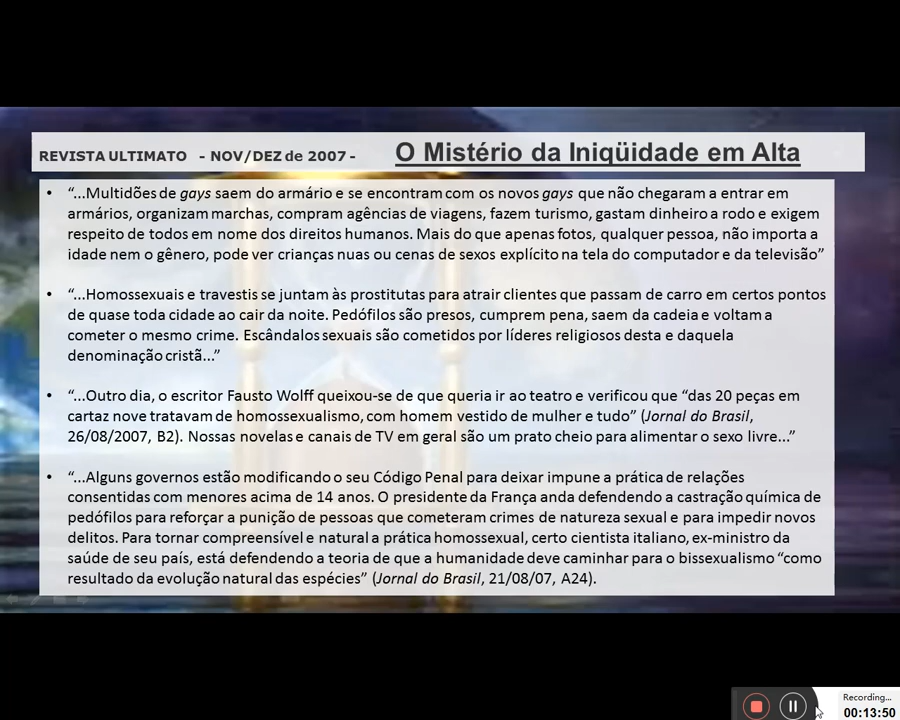 REVISTA ULTIMATO - NOV/DEZ de 2007 - O Mistério da Iniqüidade em Alta
• “...Multidões de gays saem do armário e se encontram com os novos gays que não chegaram a entrar em
armários, organizam marchas, compram agências de viagens, fazem turismo, gastam dinheiro a rodo e exigem
respeito de todos em nome dos direitos humanos. Mais do que apenas fotos, qualquer pessoa, não importa a
idade nem o gênero, pode ver crianças nuas ou cenas de sexos explícito na tela do computador e da televisão”
• “...Homossexuais e travestis se juntam às prostitutas para atrair clientes que passam de carro em certos pontos
de quase toda cidade ao cair da noite. Pedófilos são presos, cumprem pena, saem da cadeia e voltam a
cometer o mesmo crime. Escândalos sexuais são cometidos por líderes religiosos desta e daquela
denominação cristã...”
• “...Outro dia, o escritor Fausto Wolff queixou-se de que queria ir ao teatro e verificou que “das 20 peças em
cartaz nove tratavam de homossexualismo, com homem vestido de mulher e tudo” (Jornal do Brasil,
26/08/2007, B2). Nossas novelas e canais de TV em geral são um prato cheio para alimentar o sexo livre...”
• “...Alguns governos estão modificando o seu Código Penal para deixar impune a prática de relações
consentidas com menores acima de 14 anos. O presidente da França anda defendendo a castração química de
pedófilos para reforçar a punição de pessoas que cometeram crimes de natureza sexual e para impedir novos
delitos. Para tornar compreensível e natural a prática homossexual, certo cientista italiano, ex-ministro da
saúde de seu país, está defendendo a teoria de que a humanidade deve caminhar para o bissexualismo “como
resultado da evolução natural das espécies” (Jornal do Brasil, 21/08/07, A24).
Recording...
00:13:50